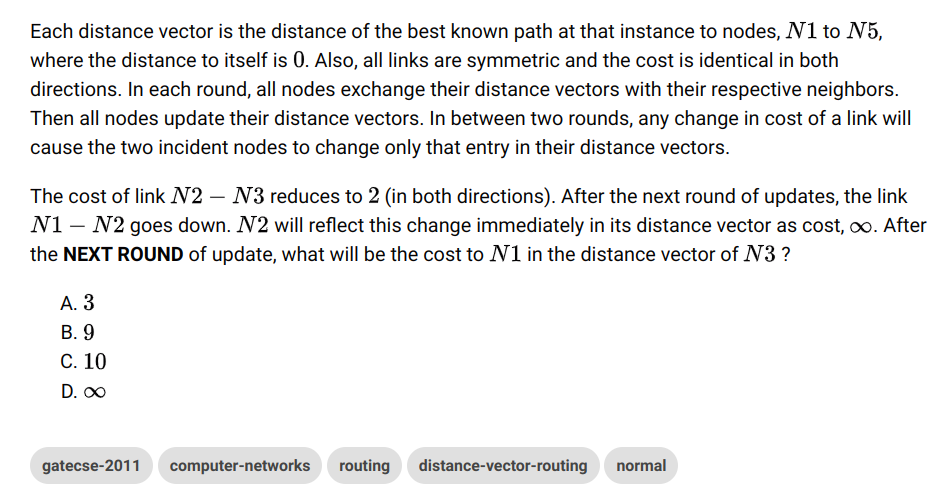 Each distance vector is the distance of the best known path at that instance to nodes, N1 to N5,
where the distance to itself is 0. Also, all links are symmetric and the cost is identical in both
directions. In each round, all nodes exchange their distance vectors with their respective neighbors.
Then all nodes update their distance vectors. In between two rounds, any change in cost of a link will
cause the two incident nodes to change only that entry in their distance vectors.
The cost of link N2 − N3 reduces to 2 (in both directions). After the next round of updates, the link
N1 − N2 goes down. N2 will reflect this change immediately in its distance vector as cost, ∞. After
the NEXT ROUND of update, what will be the cost to N1 in the distance vector of N3 ?
A. 3
B. 9
C. 10
D. ∞
gatecse-2011 computer-networks routing distance-vector-routing normal